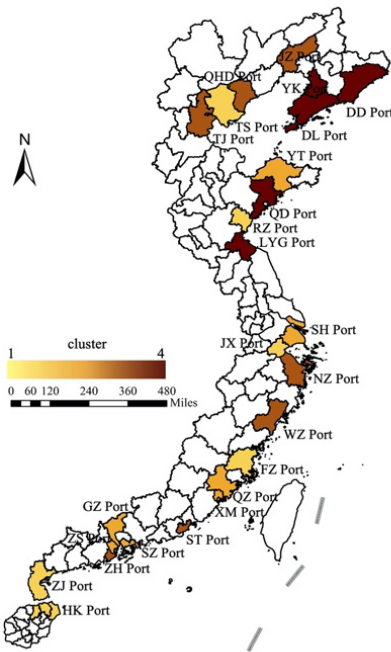 JZ Port
QHD Port
YK Port
DD Port
TS Port
DL Port
TJ Port
N
YT Port
QD Port
RZ Port
LYG Port
SH Port
JX Port
cluster
1
4
NZ Port
0 60 120 240 360 480
Miles
WZ Port
FZ Port
GZ Port
QZ Port
XM Port
ZS Port
ST Port
SZ Port
ZH Port
ZJ Port
HK Port